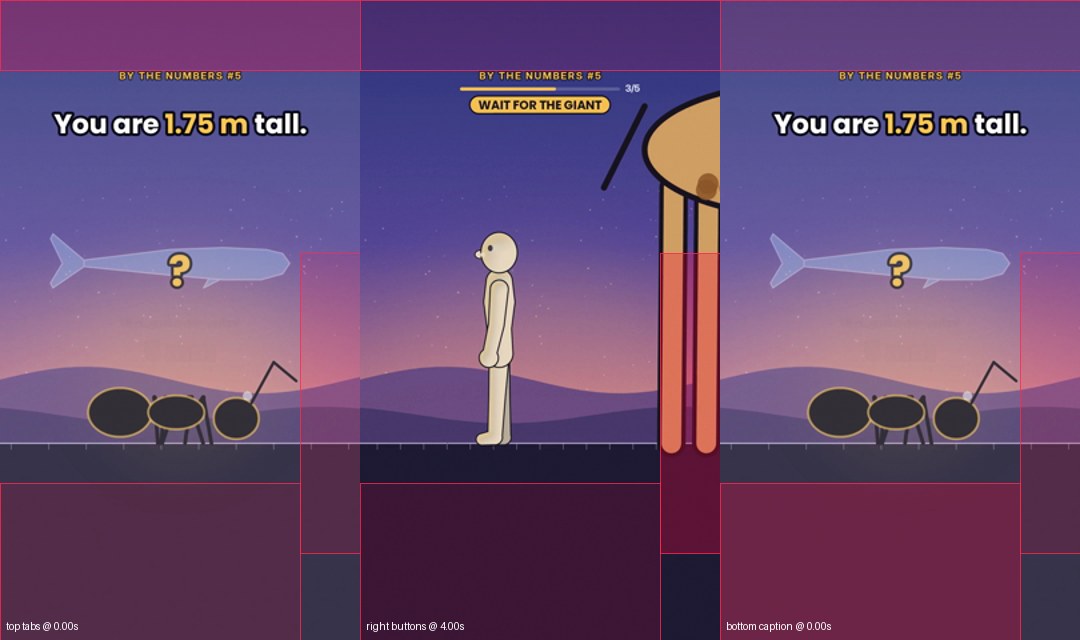 BY THE NUMBERS #5
You are 1.75 m tall.
?
top tabs @ 0.00s
BY THE NUMBERS #5
3/5
WAIT FOR THE GIANT
right buttons @ 4.00s
BY THE NUMBERS #5
You are 1.75 m tall.
?
bottom caption @ 0.00s